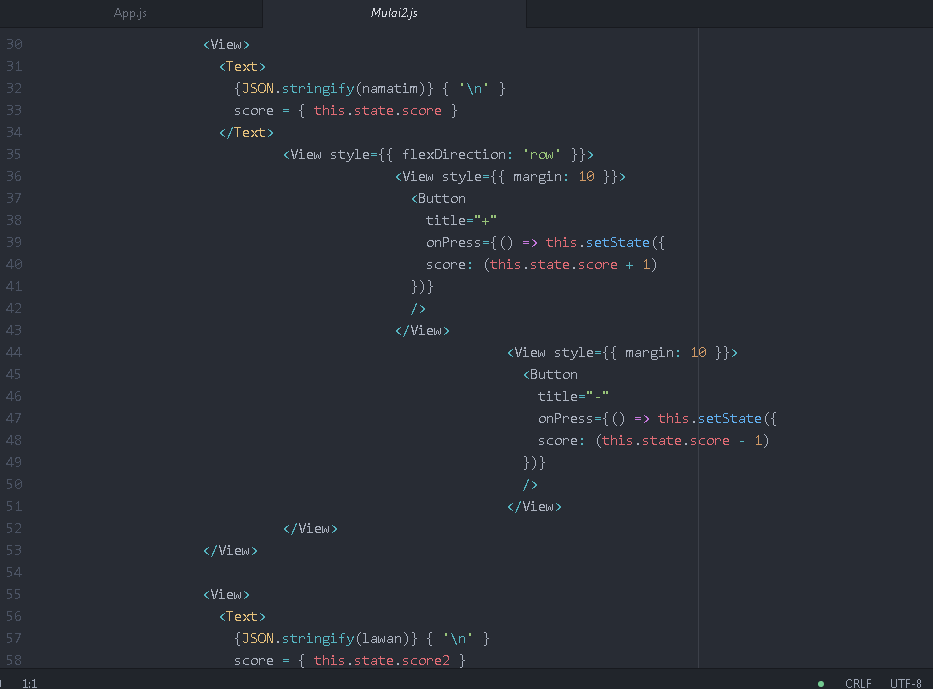 App.js Mulai2.js
30 <View>
31 <Text>
32 {JSON.stringify(namatim)} { '\n' }
33 score = { this.state.score }
34 </Text>
35 <View style={{ flexDirection: 'row' }}>
36 <View style={{ margin: 10 }}>
37 <Button
38 title="+"
39 onPress={() => this.setState({
40 score: (this.state.score + 1)
41 })}
42 />
43 </View>
44 <View style={{ margin: 10 }}>
45 <Button
46 title="-"
47 onPress={() => this.setState({
48 score: (this.state.score - 1)
49 })}
50 />
51 </View>
52 </View>
53 </View>
54
55 <View>
56 <Text>
57 {JSON.stringify(lawan)} { '\n' }
58 score = { this.state.score2 }
1:1 CRLF UTF-8